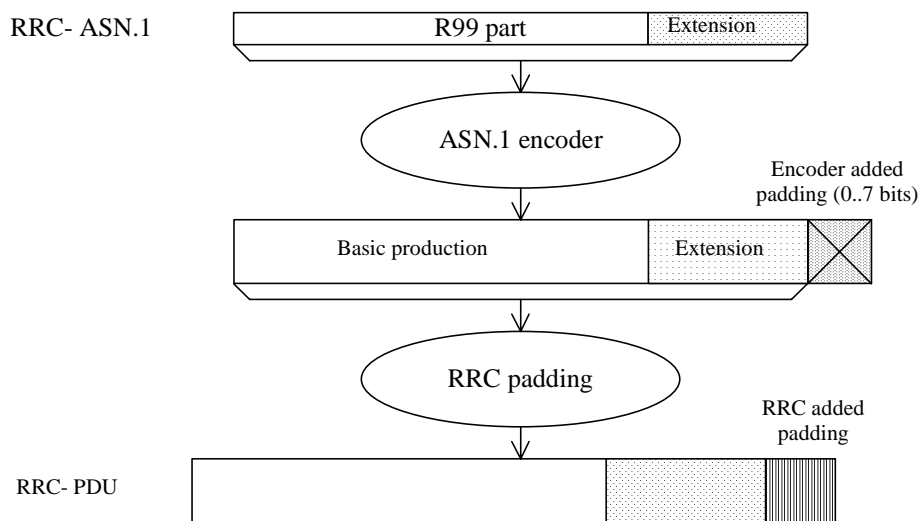 RRC- ASN.1
R99 part
Extension
ASN.1 encoder
Encoder added
padding (0..7 bits)
Basic production
Extension
RRC padding
RRC added
padding
RRC- PDU